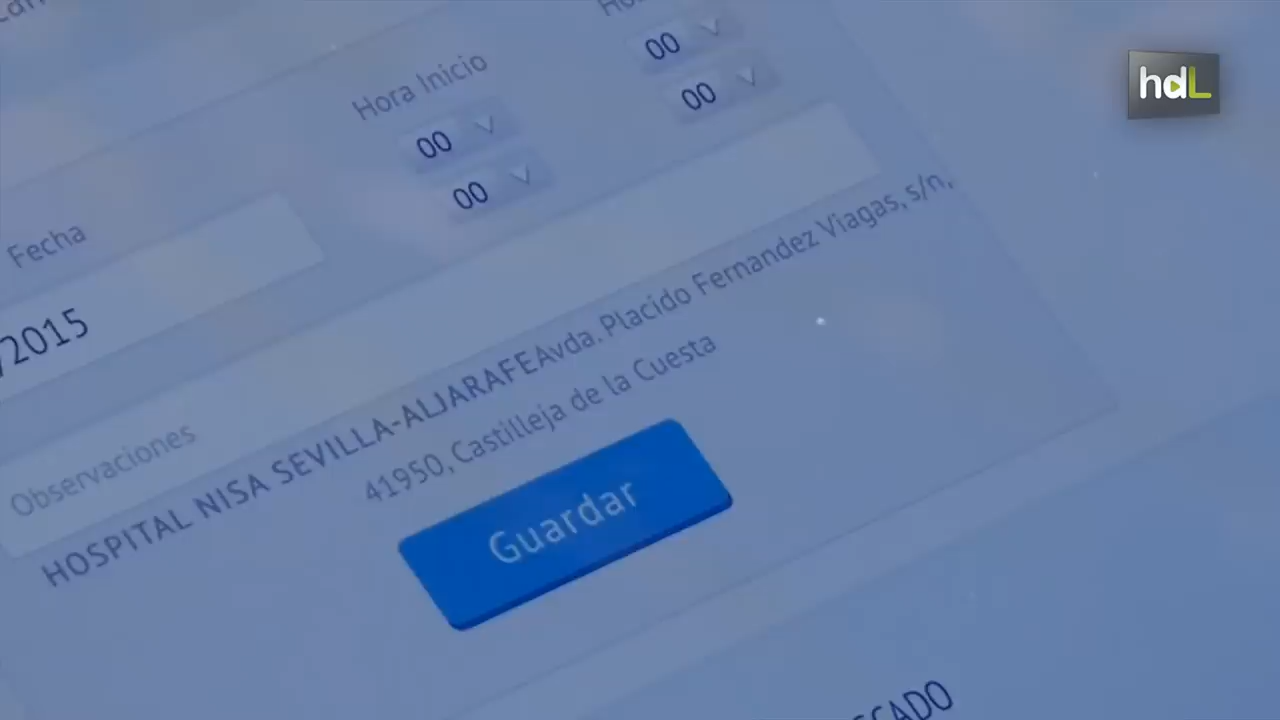 hdL
Hora Inicio
00
00
00
00
Fecha
/2015
Observaciones
HOSPITAL NISA SEVILLA-ALJARAFEAvda. Placido Fernandez Viagas, s/n,
41950, Castilleja de la Cuesta
Guardar